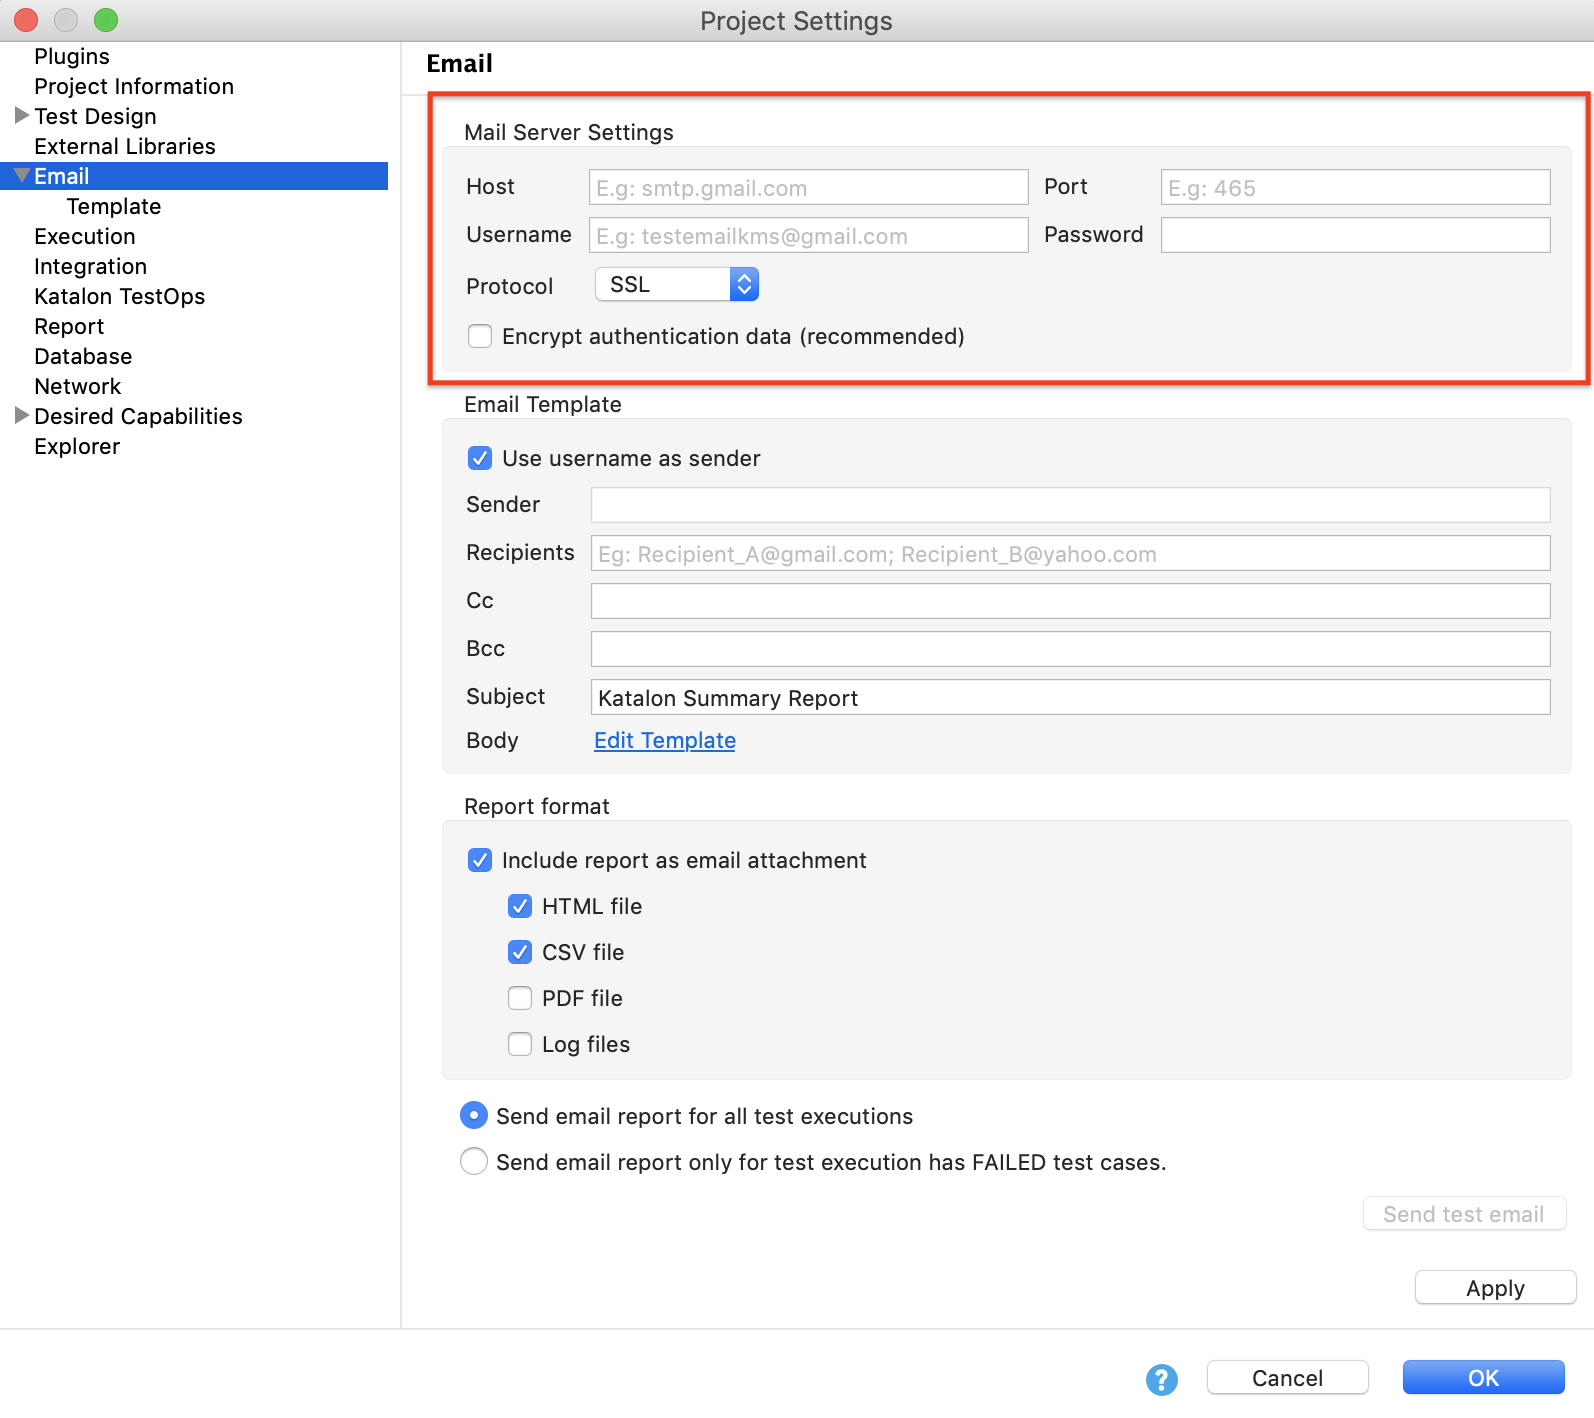 Project Settings
Plugins
Project Information
Test Design
External Libraries
Email
Template
Execution
Integration
Katalon TestOps
Report
Database
Network
Desired Capabilities
Explorer
Email
Mail Server Settings
Host E.g: smtp.gmail.com Port E.g: 465
Username E.g: testemailkms@gmail.com Password
Protocol SSL
Encrypt authentication data (recommended)
Email Template
Use username as sender
Sender
Recipients Eg: Recipient_A@gmail.com; Recipient_B@yahoo.com
Cc
Bcc
Subject Katalon Summary Report
Body Edit Template
Report format
Include report as email attachment
HTML file
CSV file
PDF file
Log files
Send email report for all test executions
Send email report only for test execution has FAILED test cases.
Send test email
Apply
? Cancel OK